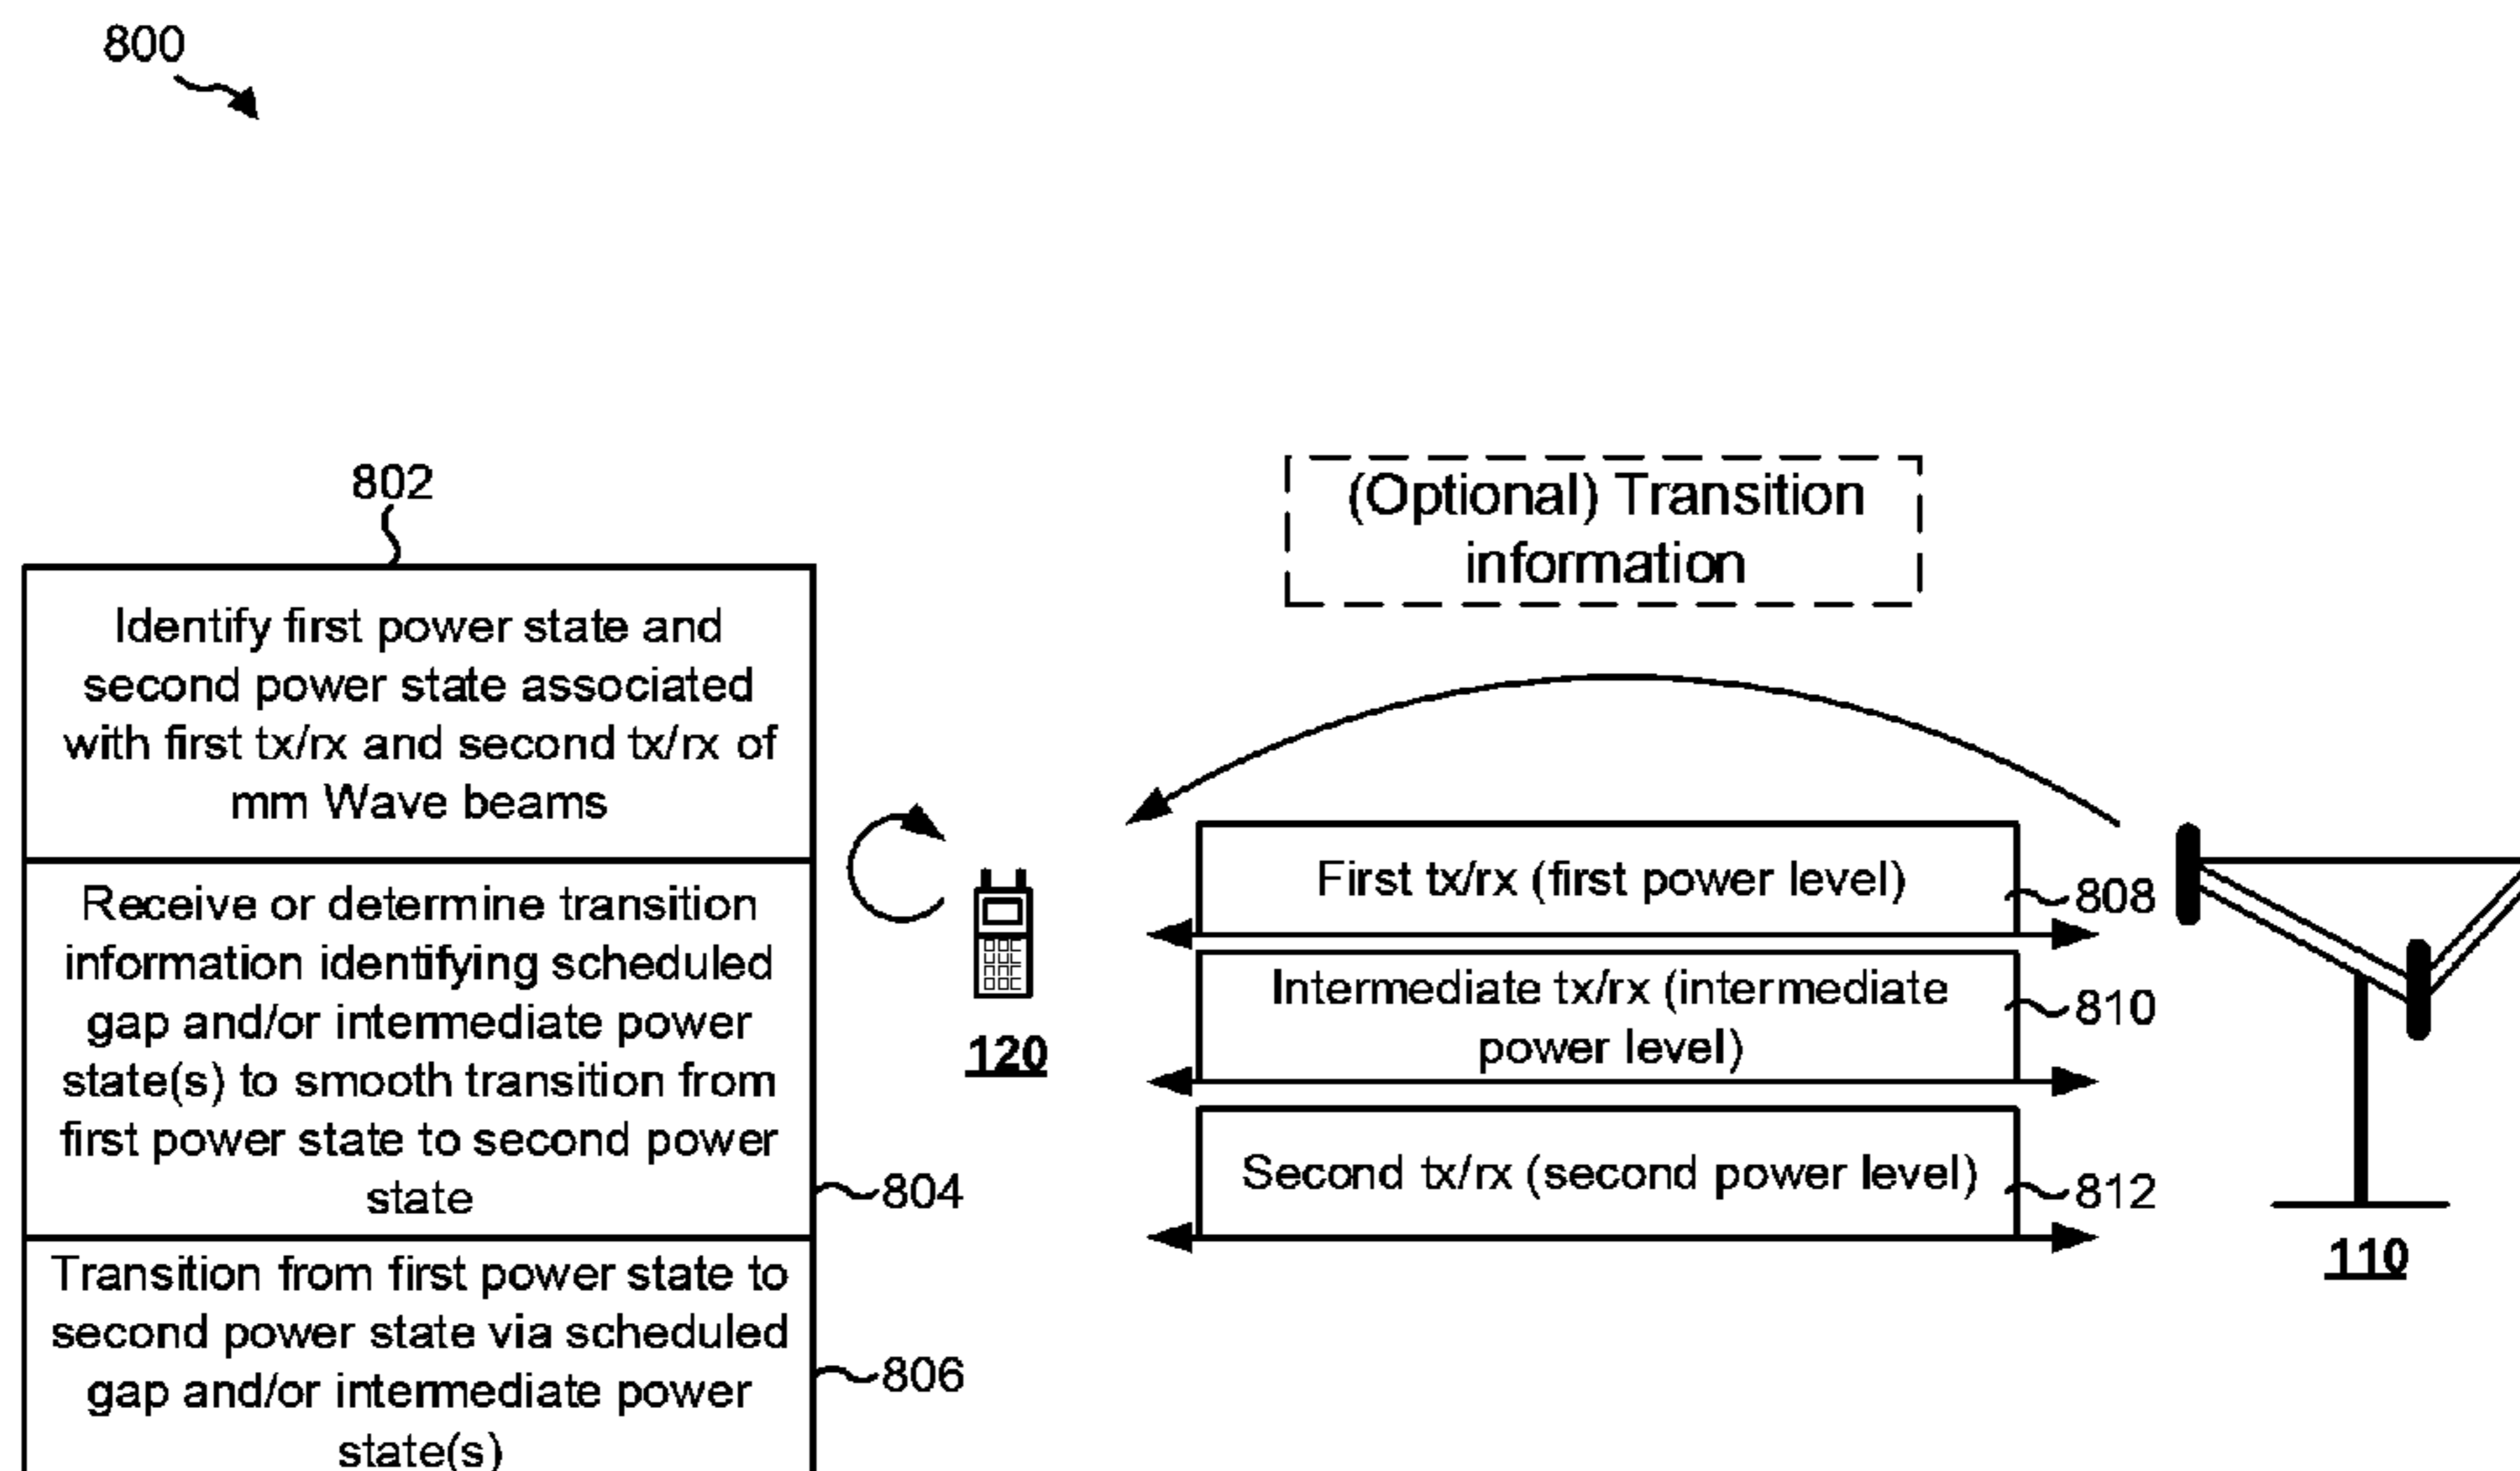 800
802
Identify first power state and
second power state associated
with first tx/rx and second tx/rx of
mm Wave beams
Receive or determine transition
information identifying scheduled
gap and/or intermediate power
state(s) to smooth transition from
first power state to second power
state
804
Transition from first power state to
second power state via scheduled
gap and/or intermediate power
state(s)
806
120
(Optional) Transition
information
First tx/rx (first power level)
808
Intermediate tx/rx (intermediate
power level)
810
Second tx/rx (second power level)
812
110